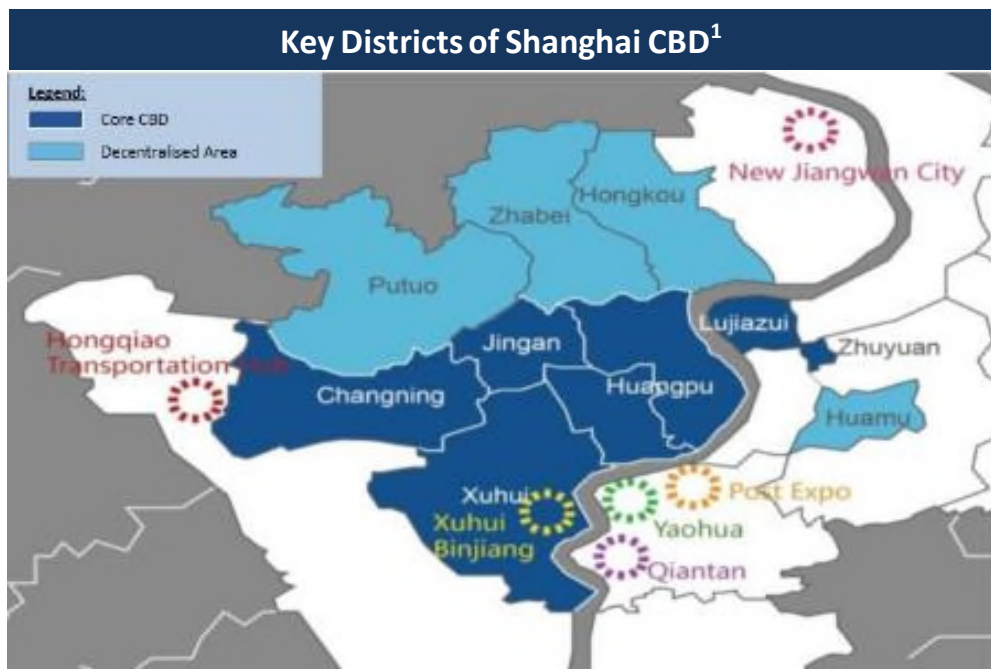 Key Districts of Shanghai CBD1
Legend:
Core CBD
Decentralised Area
New Jiangwan City
Hongkou
Zhabei
Putuo
Lujiazui
Zhuyuan
Hongqiao
Transportation Hub
Jingan
Changning
Huangpu
Huamu
Xuhui
Xuhui
Binjiang
Post Expo
Yaohua
Qiantan